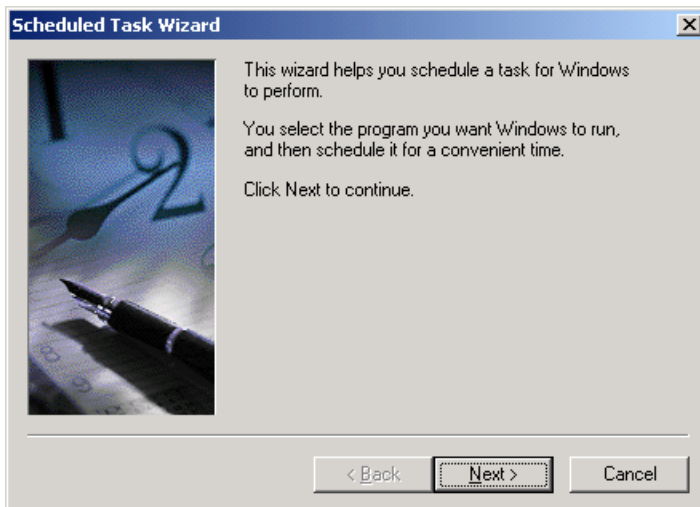 Scheduled Task Wizard
This wizard helps you schedule a task for Windows
to perform.
You select the program you want Windows to run,
and then schedule it for a convenient time.
Click Next to continue.
2
< Back
Next >
Cancel